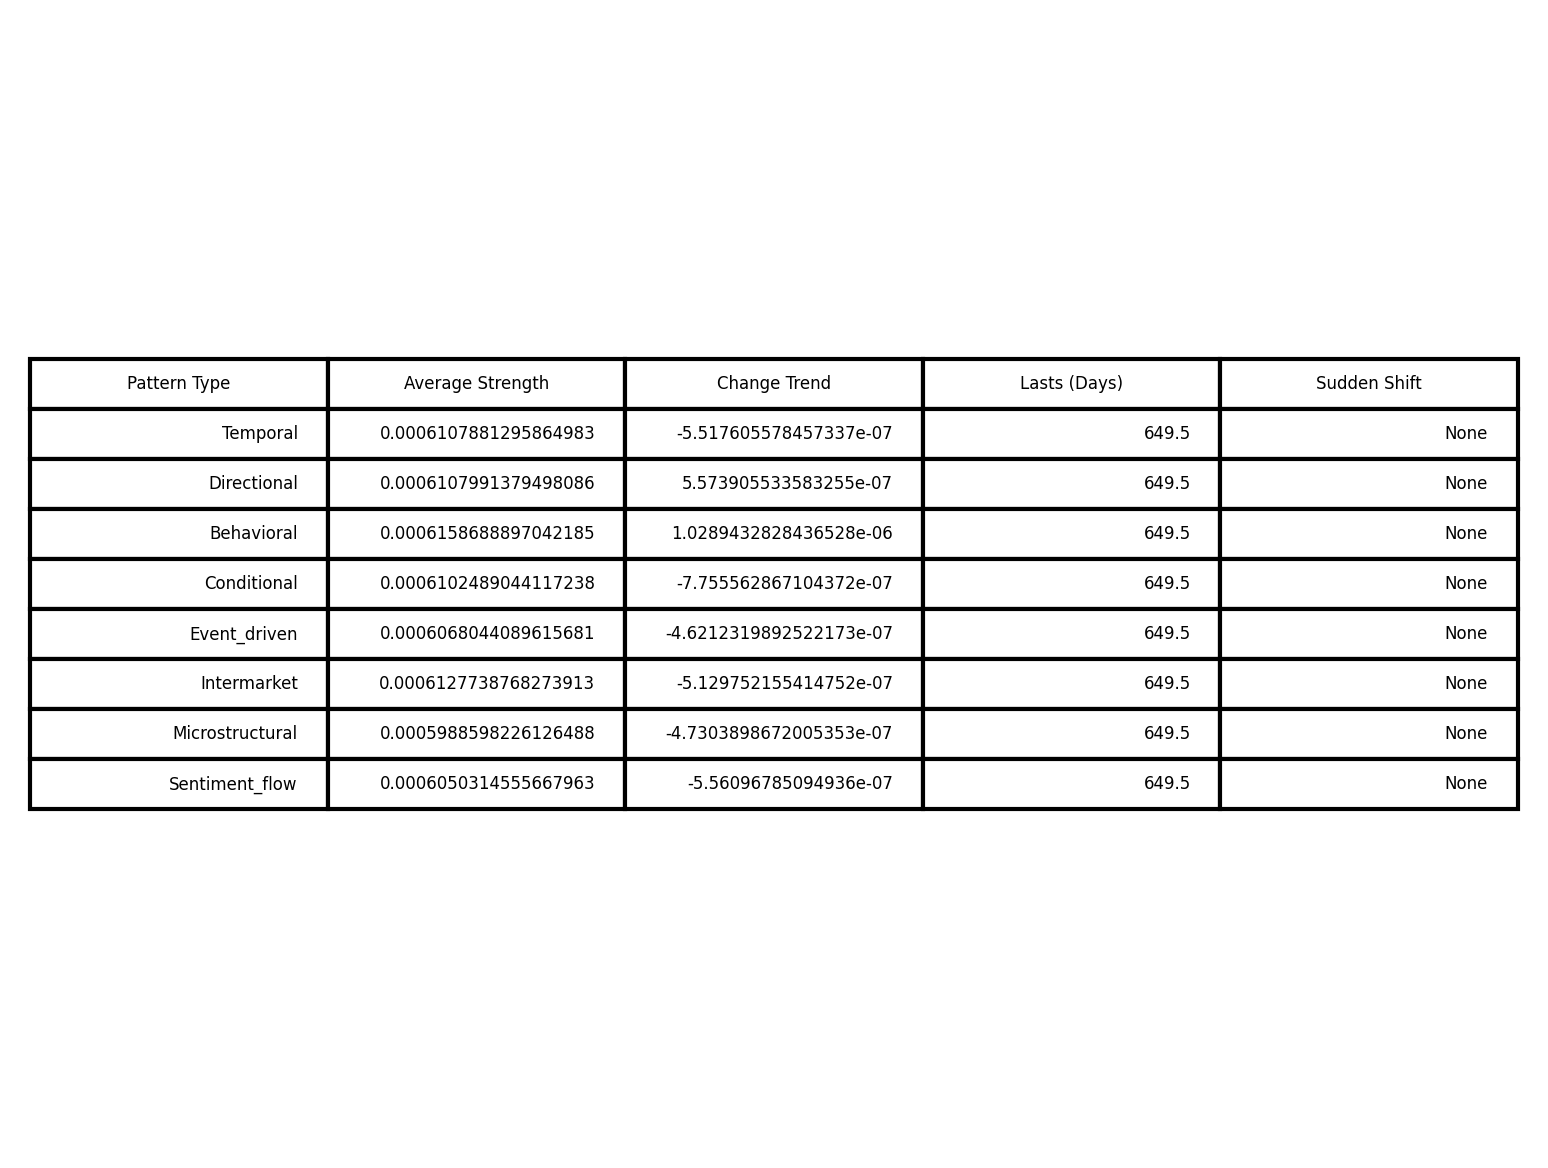 Pattern Type Average Strength Change Trend Lasts (Days) Sudden Shift
Temporal 0.0006107881295864983 -5.517605578457337e-07 649.5 None
Directional 0.0006107991379498086 5.573905533583255e-07 649.5 None
Behavioral 0.0006158688897042185 1.0289432828436528e-06 649.5 None
Conditional 0.0006102489044117238 -7.755562867104372e-07 649.5 None
Event_driven 0.0006068044089615681 -4.6212319892522173e-07 649.5 None
Intermarket 0.0006127738768273913 -5.129752155414752e-07 649.5 None
Microstructural 0.0005988598226126488 -4.7303898672005353e-07 649.5 None
Sentiment_flow 0.0006050314555667963 -5.56096785094936e-07 649.5 None